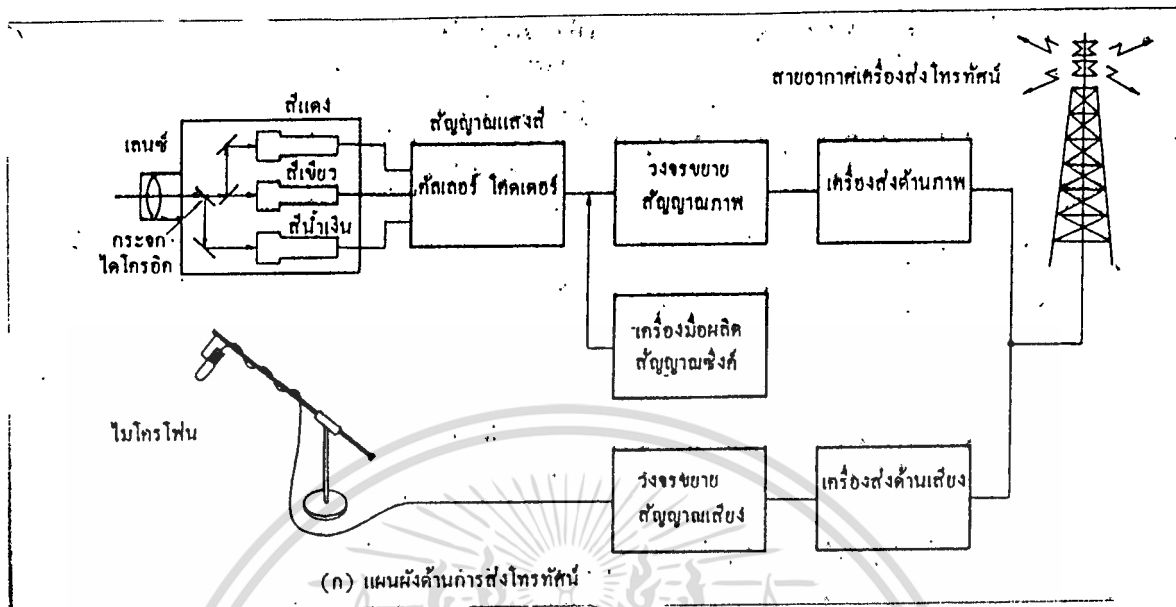 สายอากาศเครื่องส่งโทรทัศน์
สีแดง
สัญญาณแสงสี
เลนซ์
สีเขียว
คัลเลอร์ โคดเดอร์
วงจรขยาย
สัญญาณภาพ
เครื่องส่งด้านภาพ
สีน้ำเงิน
กระจก
ไดโครอิก
เครื่องมือผลิต
สัญญาณซิงค์
ไมโครโฟน
วงจรขยาย
สัญญาณเสียง
เครื่องส่งด้านเสียง
(ก) แผนผังด้านการส่งโทรทัศน์